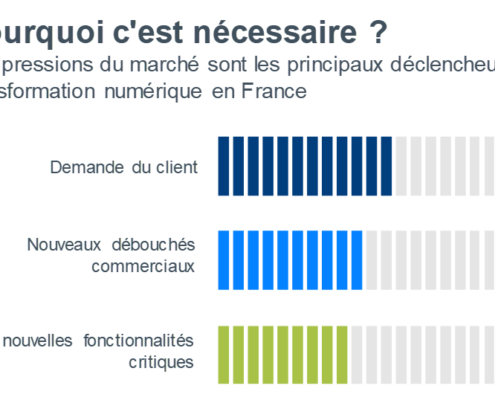 ourquoi c'est nécessaire ?
pressions du marché sont les principaux déclencheu
sformation numérique en France
Demande du client
Nouveaux débouchés
commerciaux
nouvelles fonctionnalités
critiques